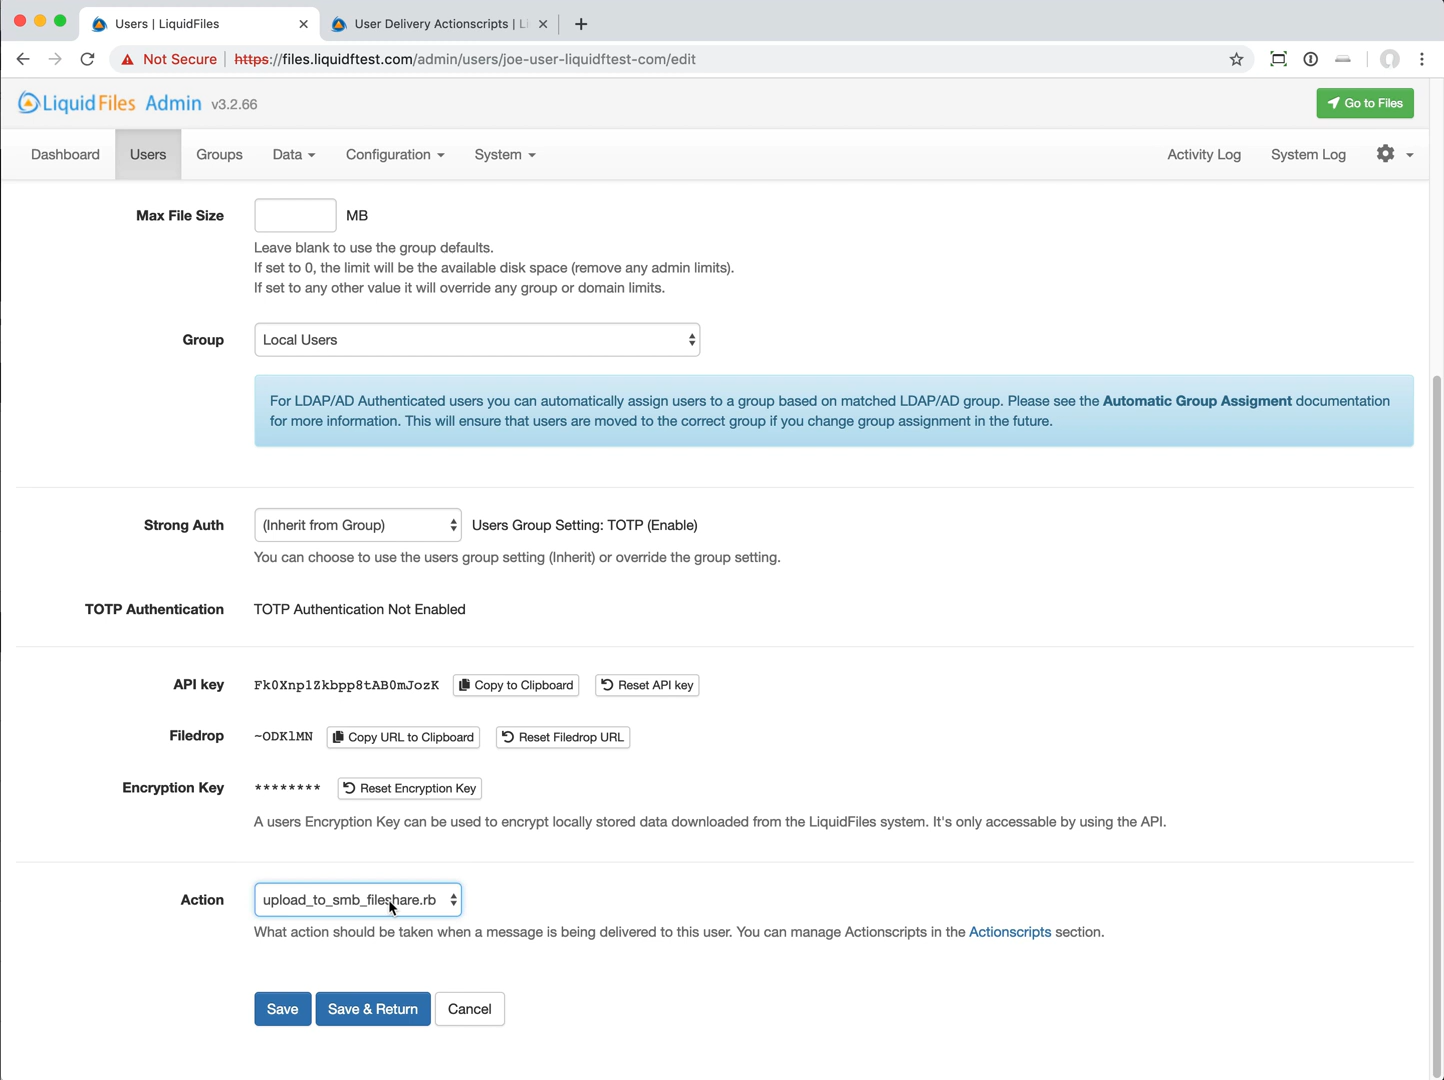 Users | LiquidFiles
User Delivery Actionscripts | Li
Not Secure | https://files.liquidftest.com/admin/users/joe-user-liquidftest-com/edit
LiquidFiles Admin v3.2.66
Go to Files
Dashboard Users Groups Data Configuration System Activity Log System Log
Max File Size MB
Leave blank to use the group defaults.
If set to 0, the limit will be the available disk space (remove any admin limits).
If set to any other value it will override any group or domain limits.
Group Local Users
For LDAP/AD Authenticated users you can automatically assign users to a group based on matched LDAP/AD group. Please see the Automatic Group Assigment documentation
for more information. This will ensure that users are moved to the correct group if you change group assignment in the future.
Strong Auth (Inherit from Group) Users Group Setting: TOTP (Enable)
You can choose to use the users group setting (Inherit) or override the group setting.
TOTP Authentication TOTP Authentication Not Enabled
API key Fk0Xnp1Zkbpp8tAB0mJozK Copy to Clipboard Reset API key
Filedrop ~ODKlMN Copy URL to Clipboard Reset Filedrop URL
Encryption Key ******** Reset Encryption Key
A users Encryption Key can be used to encrypt locally stored data downloaded from the LiquidFiles system. It's only accessable by using the API.
Action upload_to_smb_fileshare.rb
What action should be taken when a message is being delivered to this user. You can manage Actionscripts in the Actionscripts section.
Save Save & Return Cancel